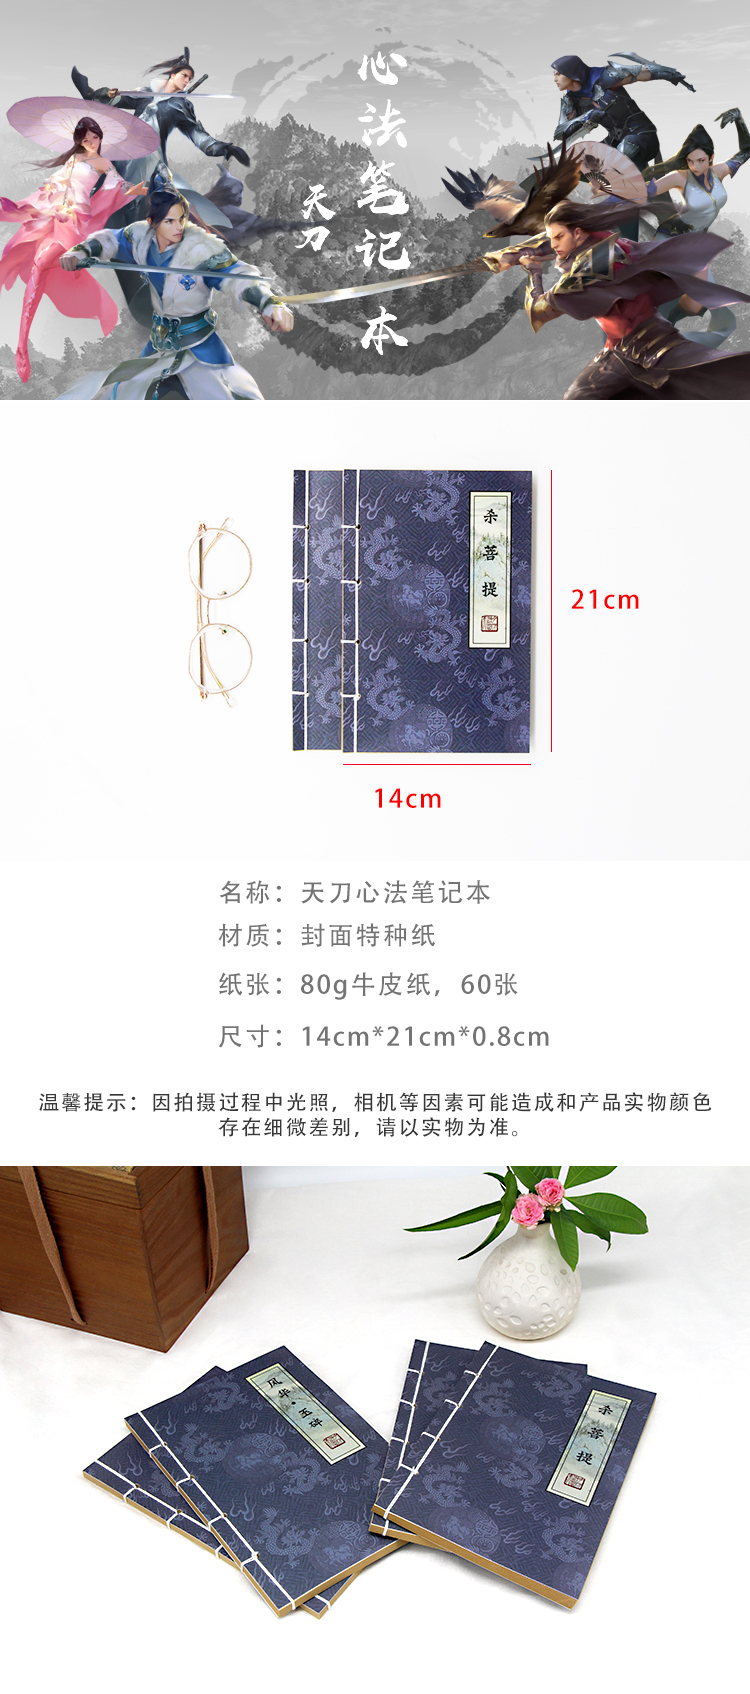 心法笔记本
天刀
杀菩提
21cm
14cm
名称：天刀心法笔记本
材质：封面特种纸
纸张：80g牛皮纸，60张
尺寸：14cm*21cm*0.8cm
温馨提示：因拍摄过程中光照，相机等因素可能造成和产品实物颜色
存在细微差别，请以实物为准。
风华·玉碎
杀菩提